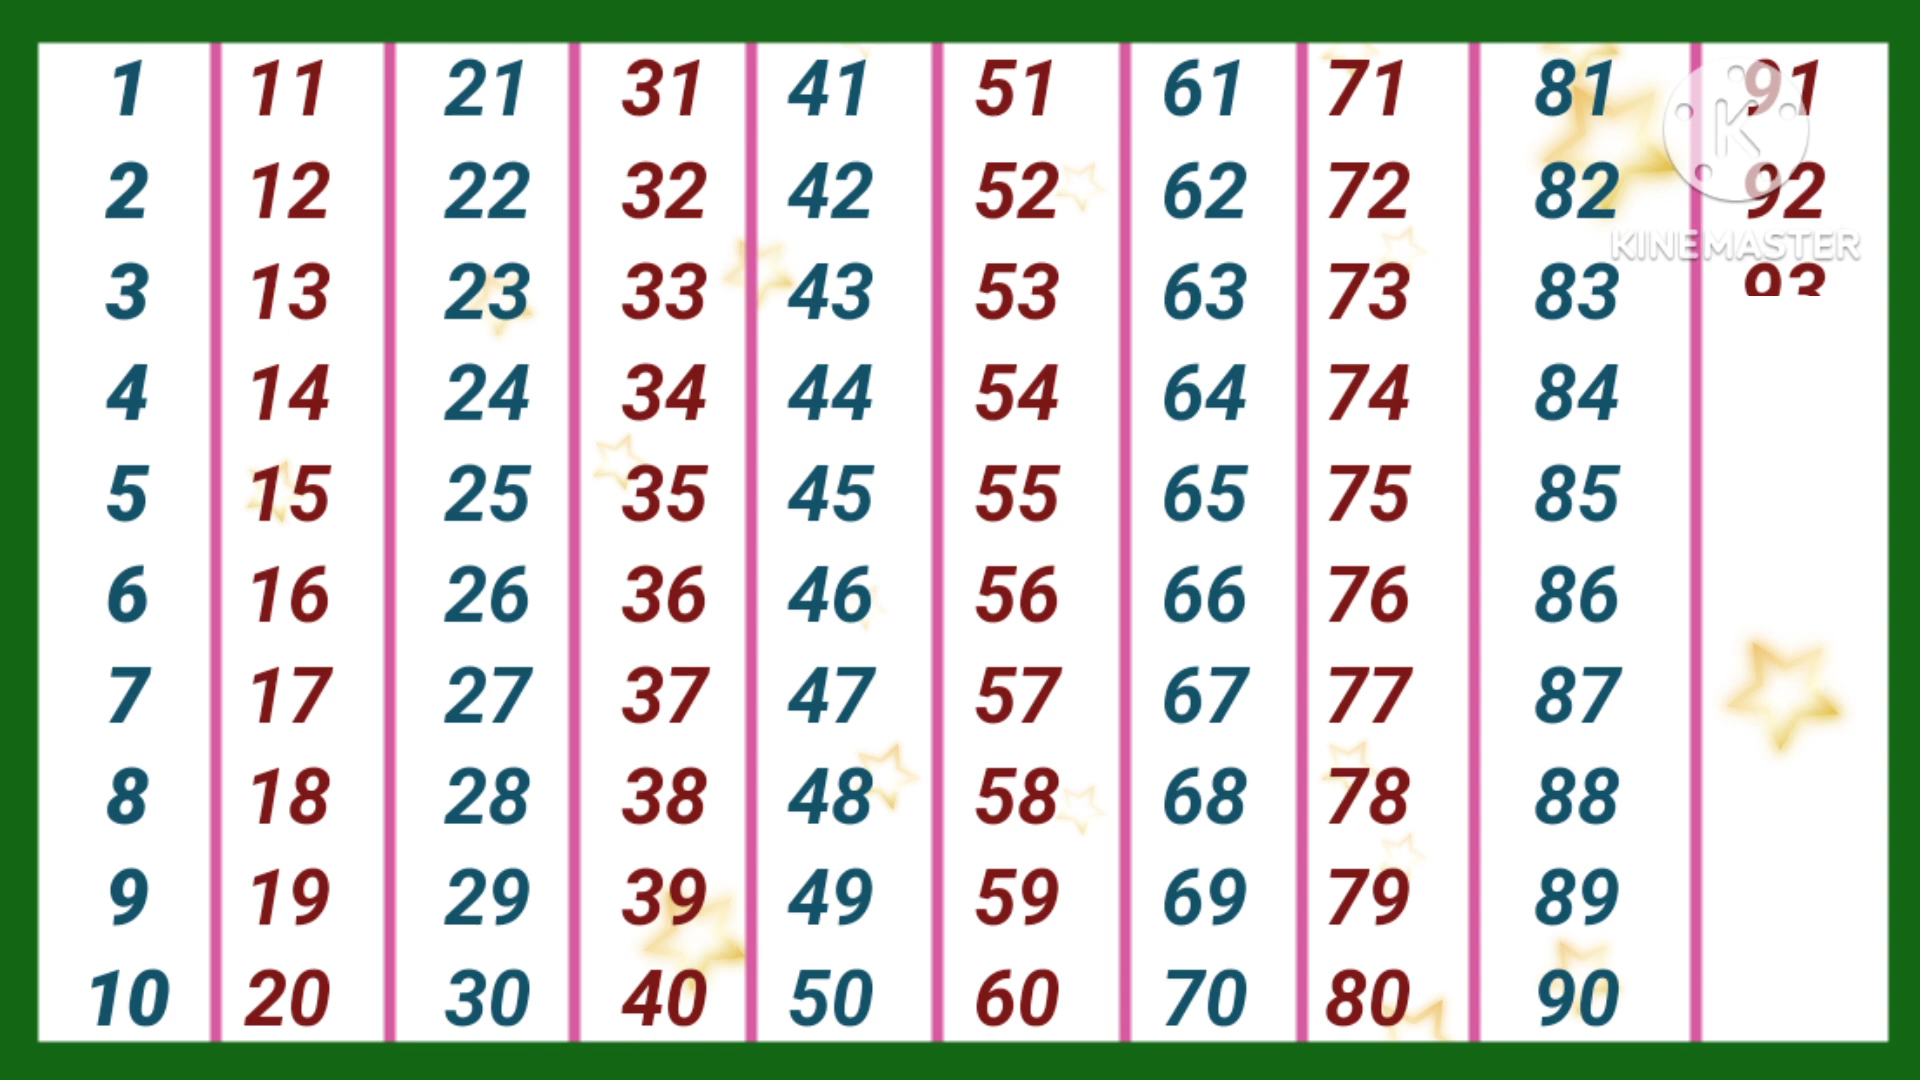 1 11 21 31 41 51 61 71 81 91
2 12 22 32 42 52 62 72 82 92
KINEMASTER
3 13 23 33 43 53 63 73 83 93
4 14 24 34 44 54 64 74 84
5 15 25 35 45 55 65 75 85
6 16 26 36 46 56 66 76 86
7 17 27 37 47 57 67 77 87
8 18 28 38 48 58 68 78 88
9 19 29 39 49 59 69 79 89
10 20 30 40 50 60 70 80 90